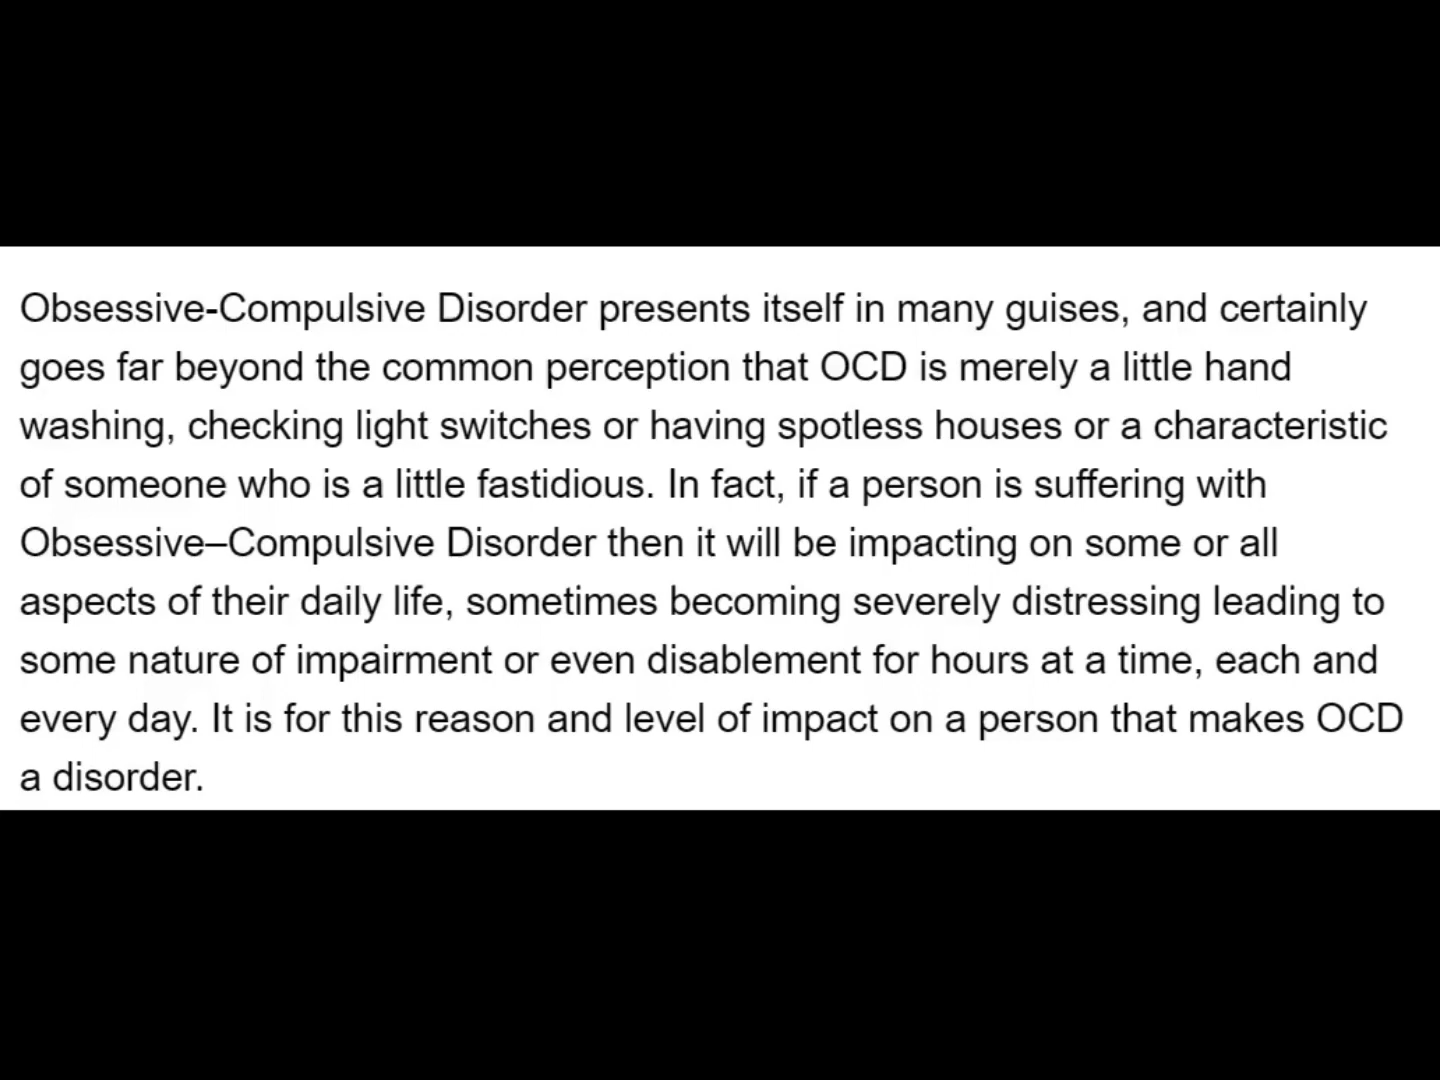 Obsessive-Compulsive Disorder presents itself in many guises, and certainly
goes far beyond the common perception that OCD is merely a little hand
washing, checking light switches or having spotless houses or a characteristic
of someone who is a little fastidious. In fact, if a person is suffering with
Obsessive–Compulsive Disorder then it will be impacting on some or all
aspects of their daily life, sometimes becoming severely distressing leading to
some nature of impairment or even disablement for hours at a time, each and
every day. It is for this reason and level of impact on a person that makes OCD
a disorder.